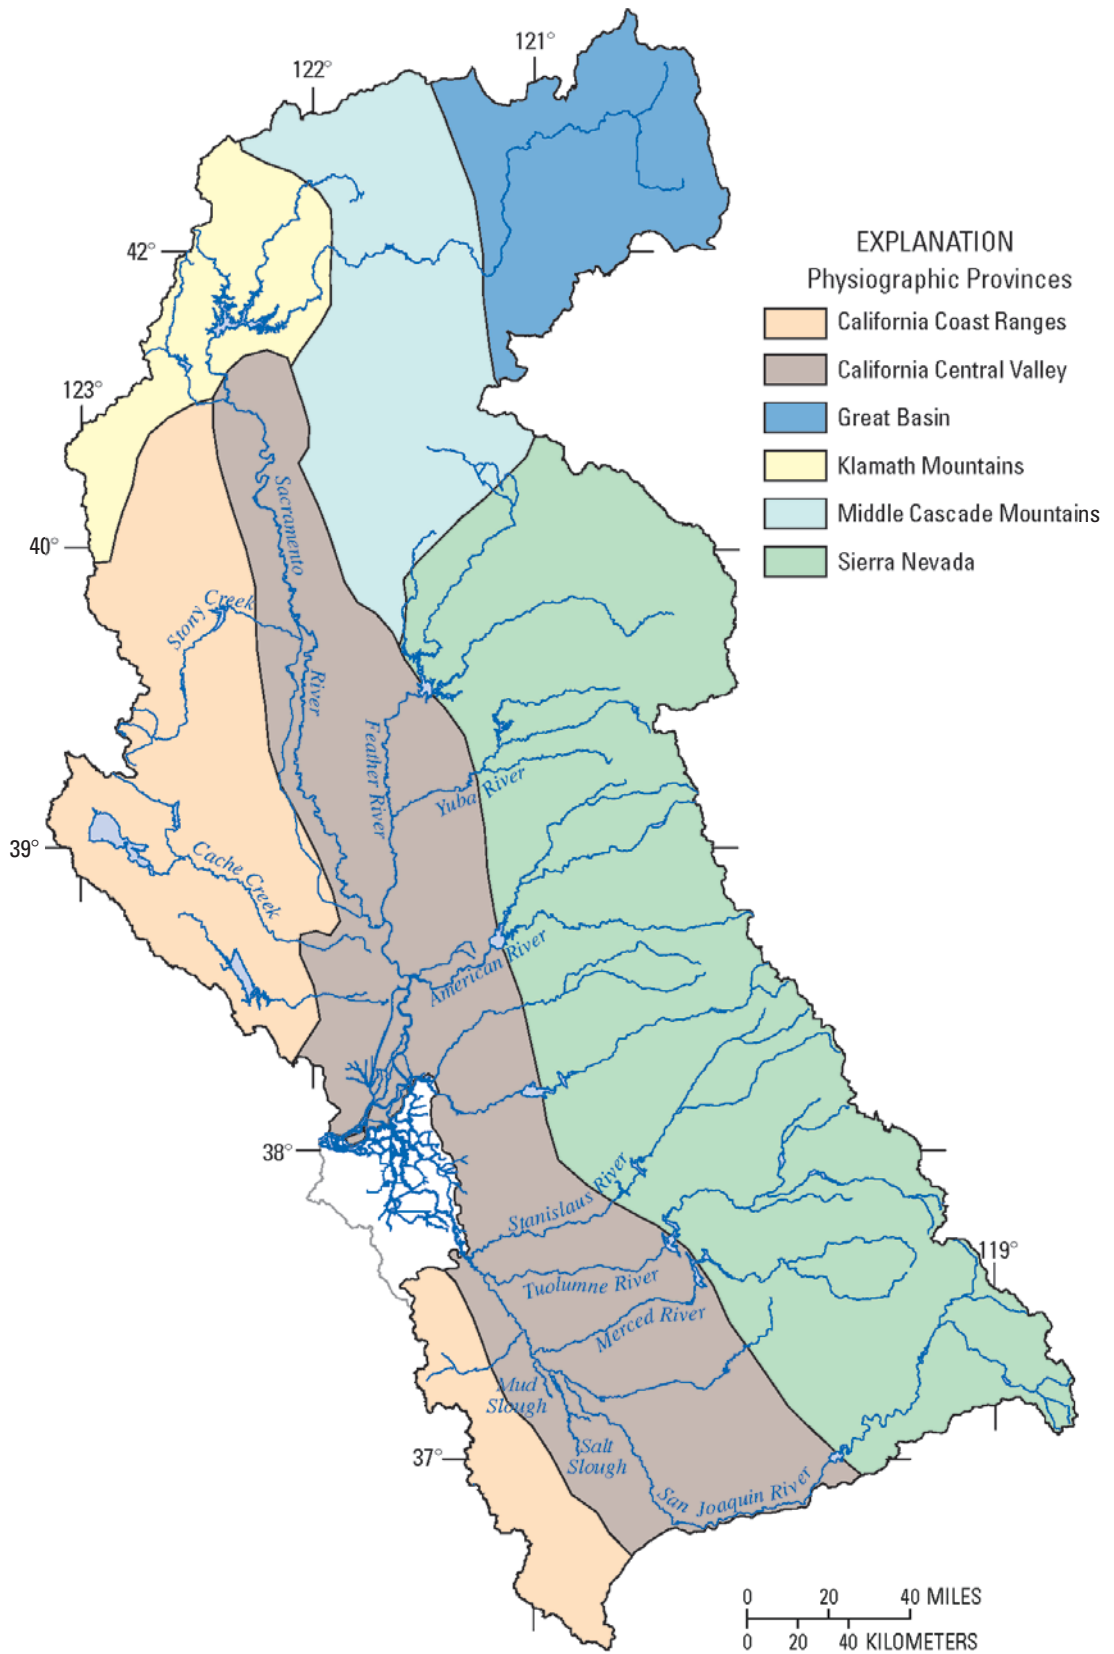 121°
122°
42°
123°
EXPLANATION
Physiographic Provinces
California Coast Ranges
California Central Valley
Great Basin
Klamath Mountains
Middle Cascade Mountains
Sierra Nevada
40°
Sacramento
River
Stony Creek
Feather River
Yuba River
39°
Cache Creek
American River
38°
Stanislaus River
Tuolumne River
Merced River
119°
Mud
Slough
Salt
Slough
37°
San Joaquin River
0 20 40 MILES
0 20 40 KILOMETERS